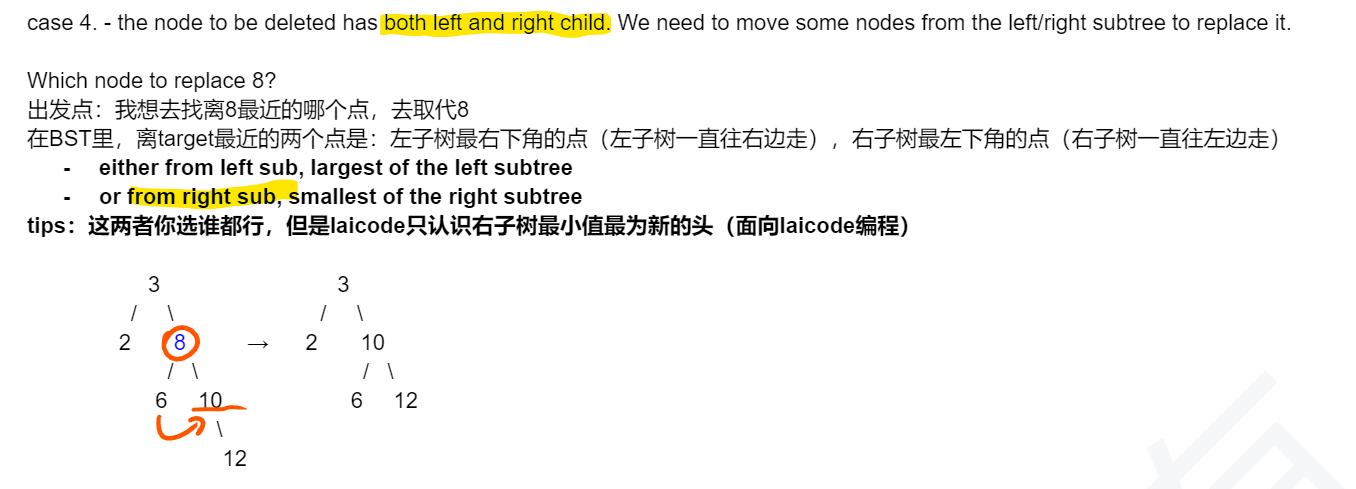 case 4. - the node to be deleted has both left and right child. We need to move some nodes from the left/right subtree to replace it.
Which node to replace 8?
出发点：我想去找离8最近的哪个点，去取代8
在BST里，离target最近的两个点是：左子树最右下角的点（左子树一直往右边走），右子树最左下角的点（右子树一直往左边走）
- either from left sub, largest of the left subtree
- or from right sub, smallest of the right subtree
tips：这两者你选谁都行，但是laicode只认识右子树最小值最为新的头（面向laicode编程）
3 3
/ \ / \
2 8 → 2 10
/ \ / \
6 10 6 12
\
12